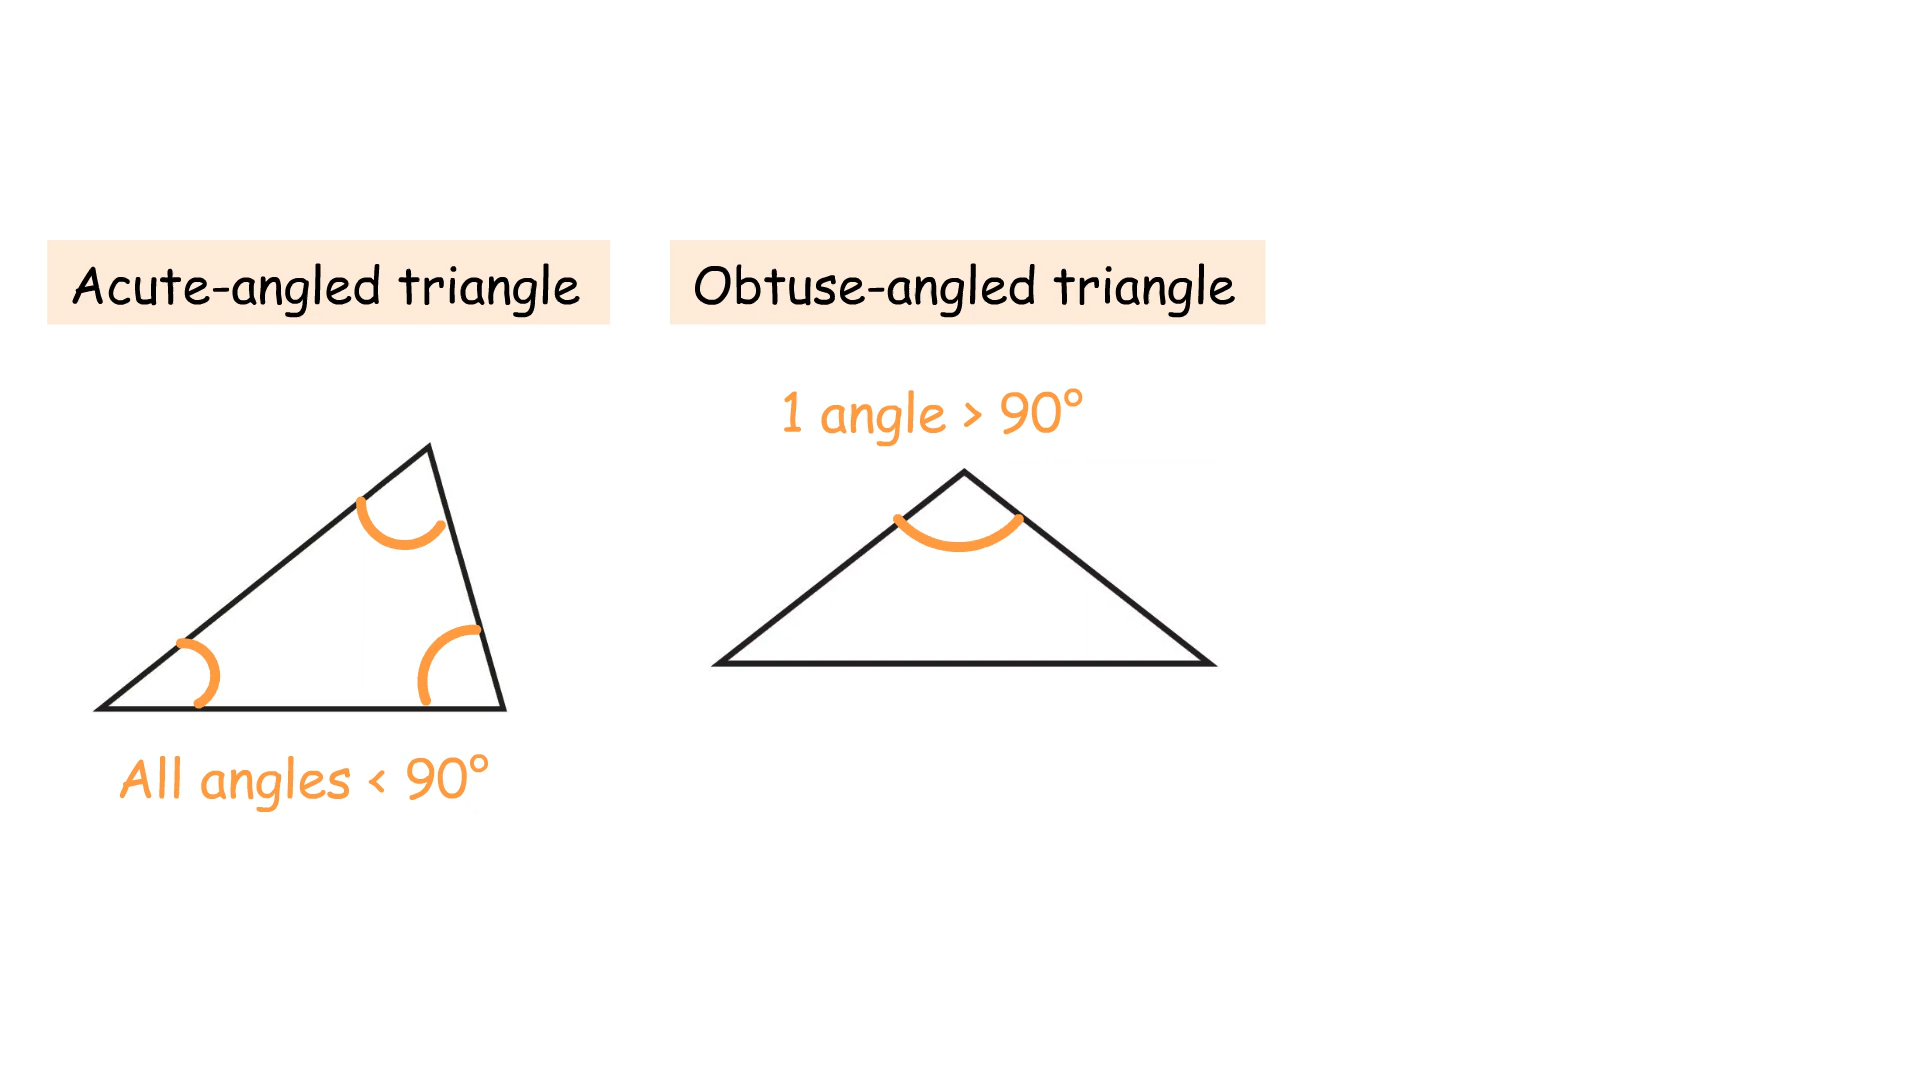 Acute-angled triangle
All angles < 90°
Obtuse-angled triangle
1 angle > 90°